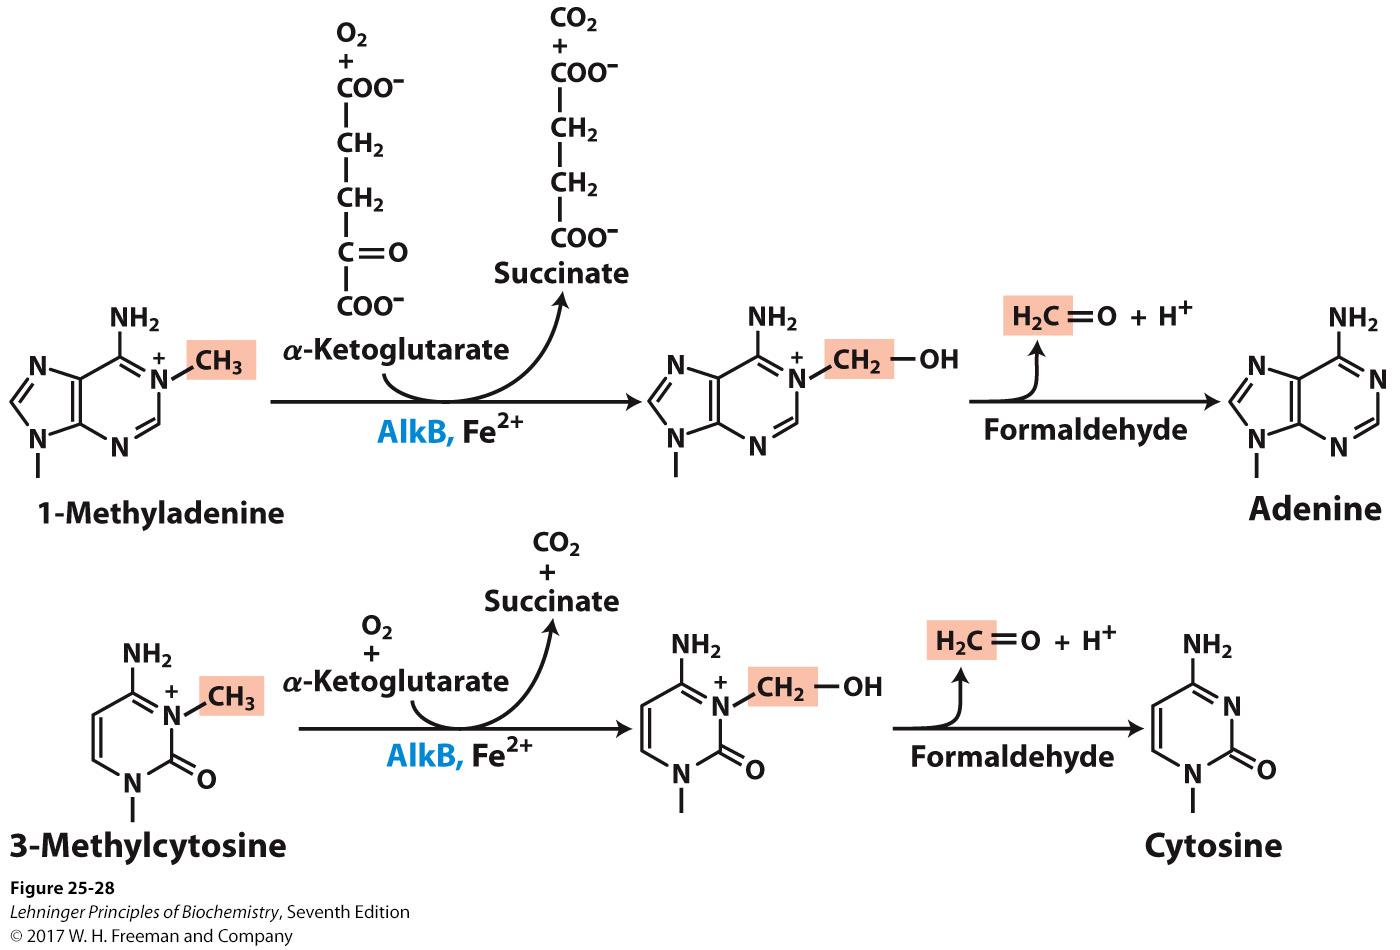 O2
+
COO−
CH2
CH2
C=O
COO−
α-Ketoglutarate
CO2
+
COO−
CH2
CH2
COO−
Succinate
NH2
N
N
+
CH3
N
N
1-Methyladenine
AlkB, Fe2+
NH2
N
N
+
CH2—OH
N
N
H2C=O + H+
Formaldehyde
NH2
N
N
N
N
Adenine
CO2
+
Succinate
O2
+
α-Ketoglutarate
NH2
+
N
CH3
N
O
3-Methylcytosine
AlkB, Fe2+
NH2
+
N
CH2—OH
N
O
H2C=O + H+
Formaldehyde
NH2
N
N
O
Cytosine
Figure 25-28
Lehninger Principles of Biochemistry, Seventh Edition
© 2017 W. H. Freeman and Company